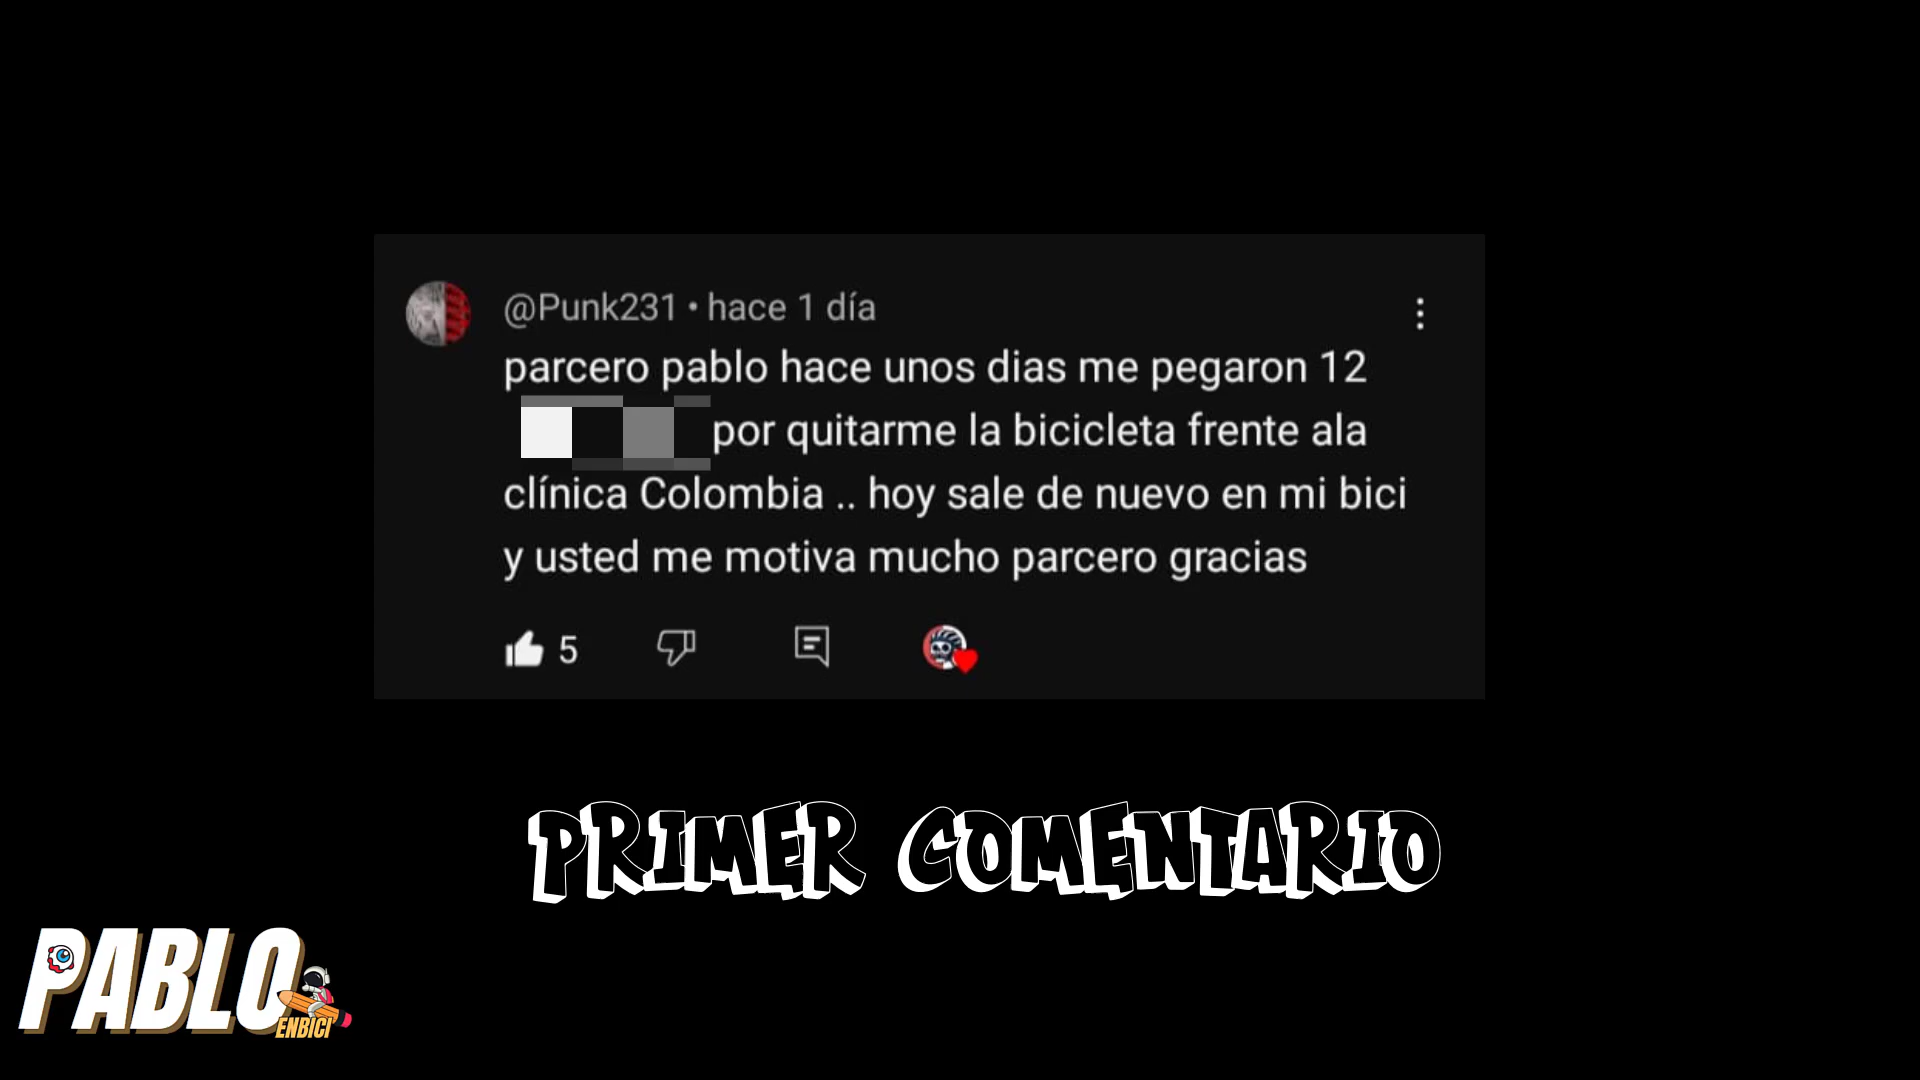 @Punk231 • hace 1 día
parcero pablo hace unos dias me pegaron 12
por quitarme la bicicleta frente ala
clínica Colombia .. hoy sale de nuevo en mi bici
y usted me motiva mucho parcero gracias
5
PRIMER COMENTARIO
PABLO
ENBICI